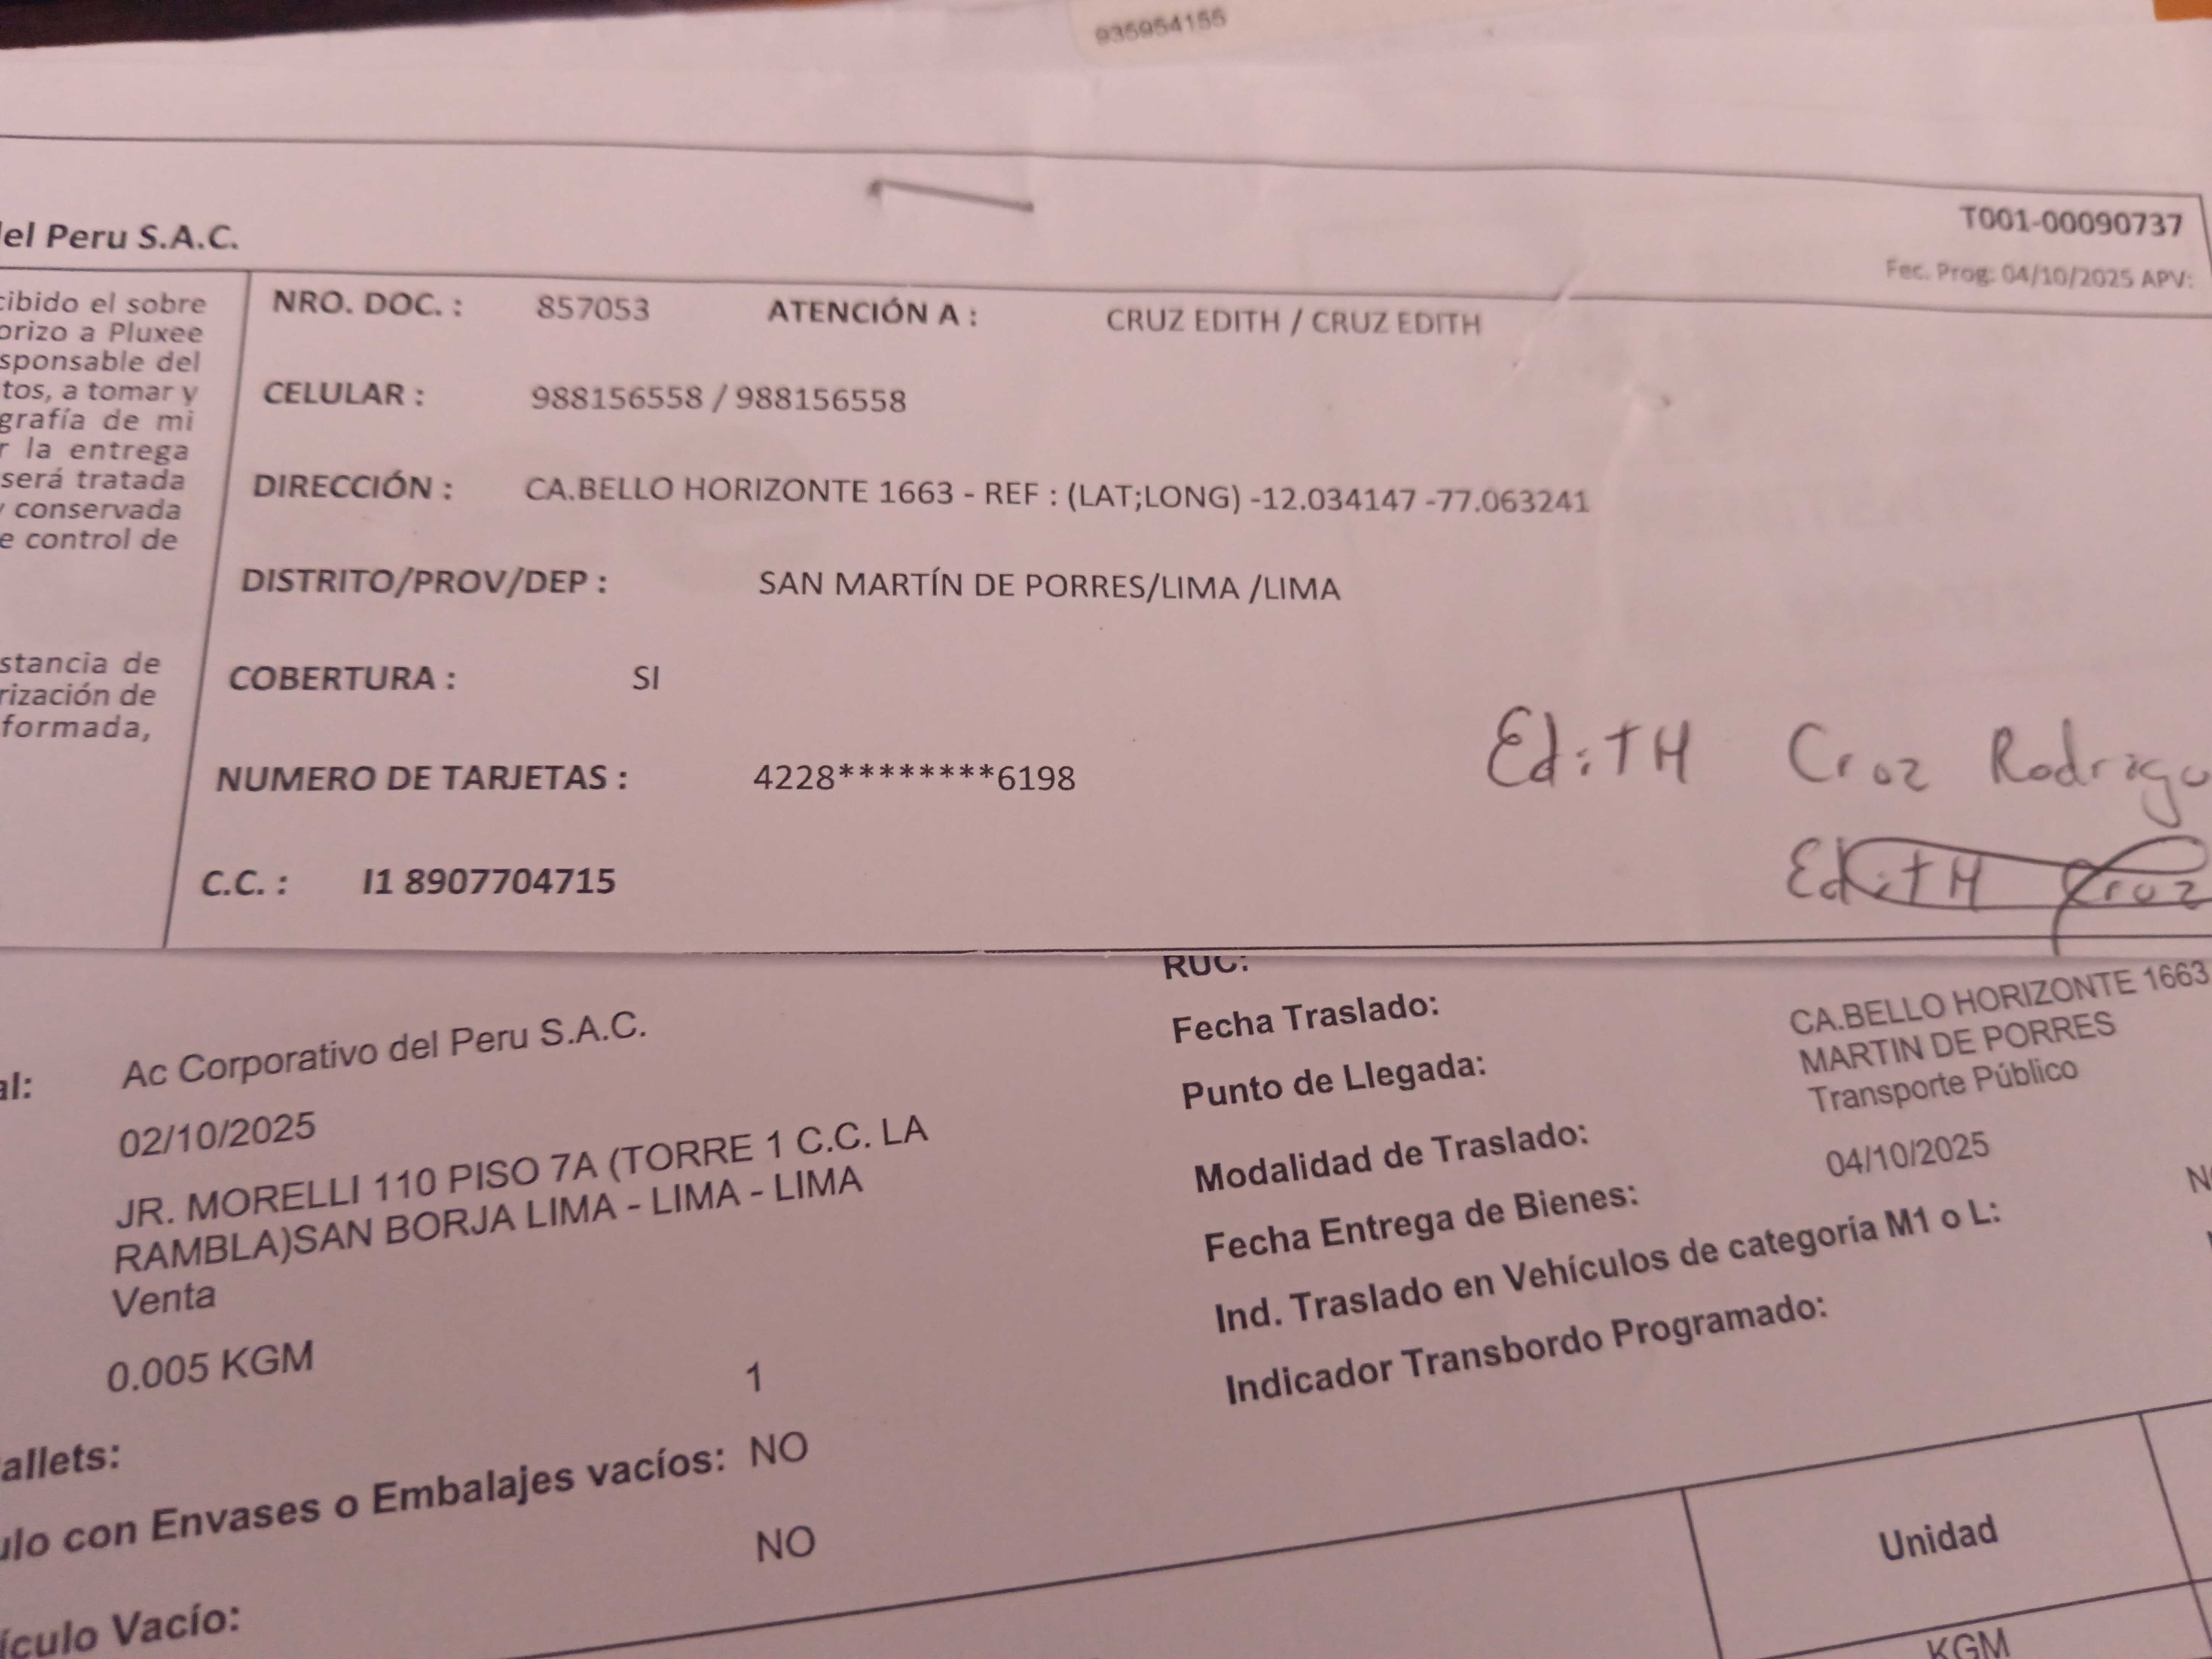 935954155
del Peru S.A.C.
T001-00090737
Fec. Prog: 04/10/2025 APV:
cibido el sobre
orizo a Pluxee
sponsable del
tos, a tomar y
grafía de mi
r la entrega
será tratada
y conservada
e control de
stancia de
rización de
formada,
NRO. DOC. : 857053 ATENCIÓN A : CRUZ EDITH / CRUZ EDITH
CELULAR : 988156558 / 988156558
DIRECCIÓN : CA.BELLO HORIZONTE 1663 - REF : (LAT;LONG) -12.034147 -77.063241
DISTRITO/PROV/DEP : SAN MARTÍN DE PORRES/LIMA /LIMA
COBERTURA : SI
NUMERO DE TARJETAS : 4228********6198
C.C. : I1 8907704715
EdiTH Cruz Rodrigu
EdiTH Cruz
al: Ac Corporativo del Peru S.A.C.
02/10/2025
JR. MORELLI 110 PISO 7A (TORRE 1 C.C. LA
RAMBLA)SAN BORJA LIMA - LIMA - LIMA
Venta
0.005 KGM
1
allets:
ulo con Envases o Embalajes vacíos: NO
NO
ículo Vacío:
RUC:
Fecha Traslado:
Punto de Llegada: CA.BELLO HORIZONTE 1663
MARTIN DE PORRES
Modalidad de Traslado: Transporte Público
Fecha Entrega de Bienes: 04/10/2025
Ind. Traslado en Vehículos de categoría M1 o L:
Indicador Transbordo Programado:
Unidad
KGM